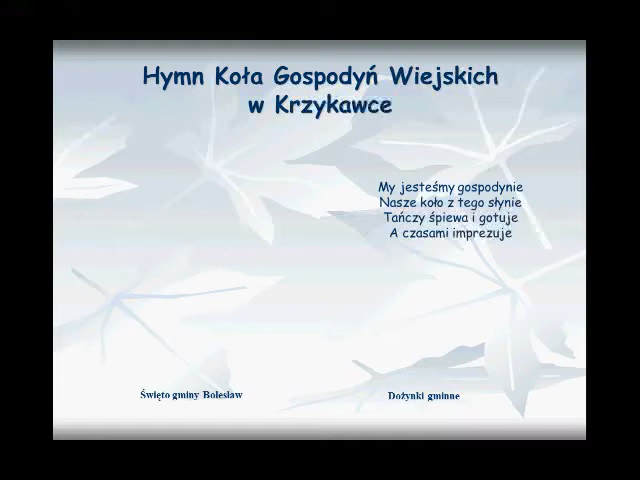 Hymn Koła Gospodyń Wiejskich
w Krzykawce
My jesteśmy gospodynie
Nasze koło z tego słynie
Tańczy śpiewa i gotuje
A czasami imprezuje
Święto gminy Bolesław
Dożynki gminne